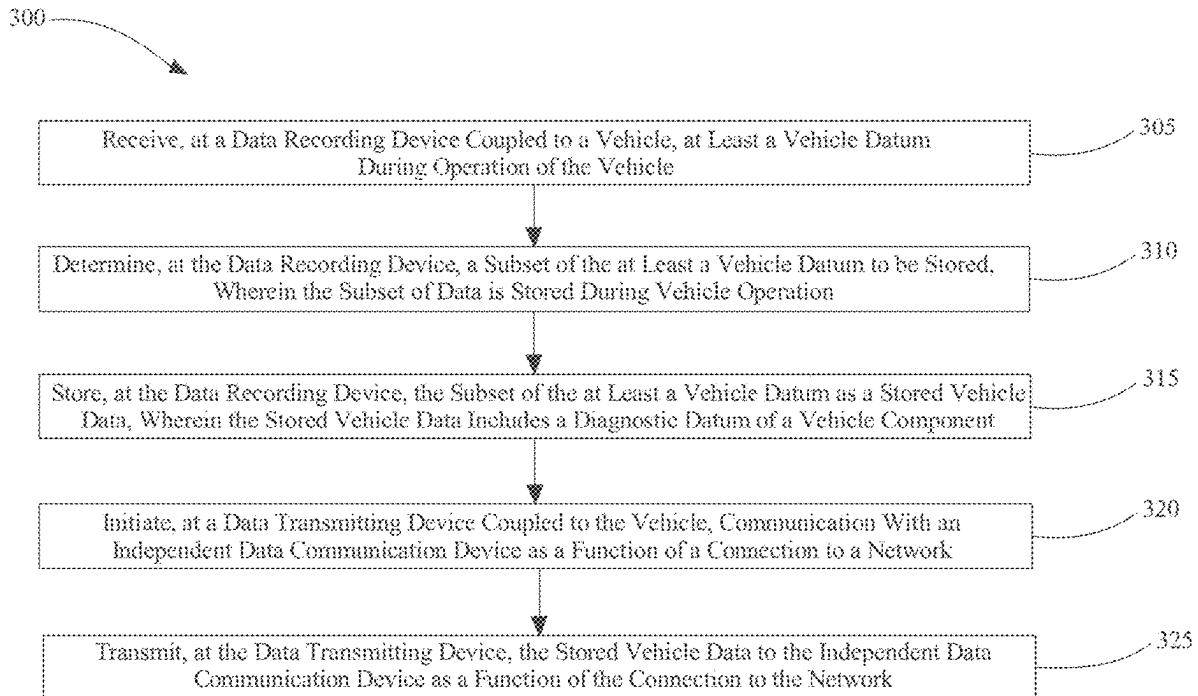 300
Receive, at a Data Recording Device Coupled to a Vehicle, at Least a Vehicle Datum
During Operation of the Vehicle
305
Determine, at the Data Recording Device, a Subset of the at Least a Vehicle Datum to be Stored,
Wherein the Subset of Data is Stored During Vehicle Operation
310
Store, at the Data Recording Device, the Subset of the at Least a Vehicle Datum as a Stored Vehicle
Data, Wherein the Stored Vehicle Data Includes a Diagnostic Datum of a Vehicle Component
315
Initiate, at a Data Transmitting Device Coupled to the Vehicle, Communication With an
Independent Data Communication Device as a Function of a Connection to a Network
320
Transmit, at the Data Transmitting Device, the Stored Vehicle Data to the Independent Data
Communication Device as a Function of the Connection to the Network
325